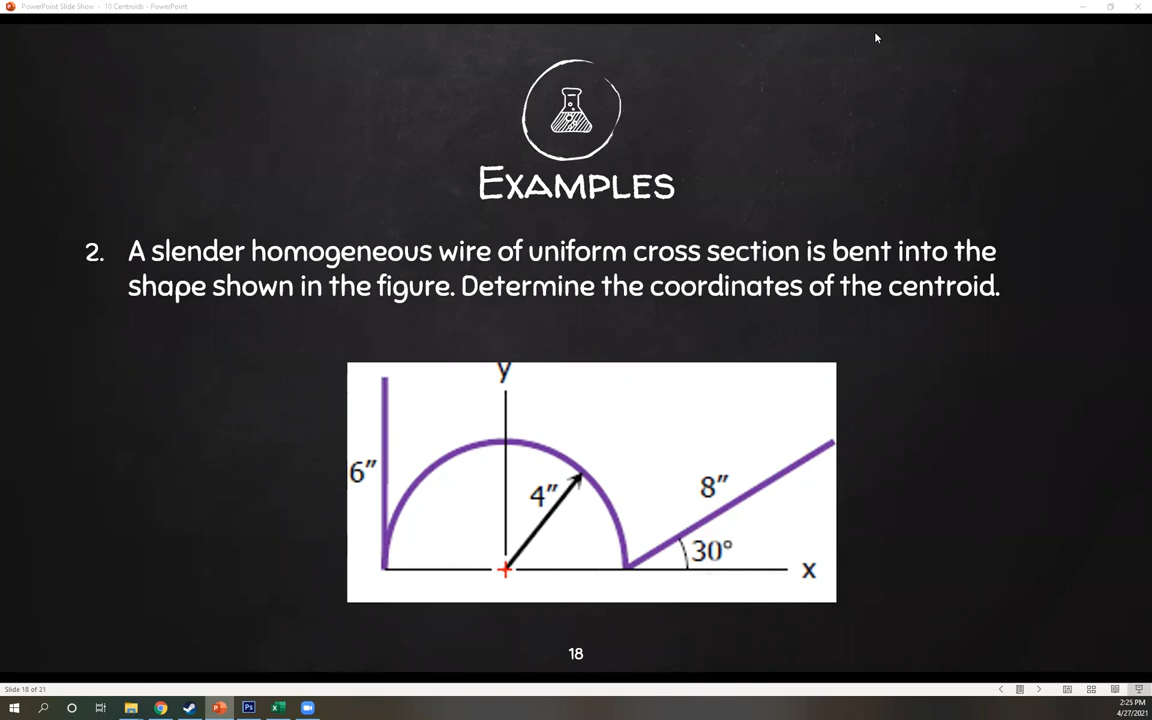 PowerPoint Slide Show - 10 Centroids - PowerPoint
EXAMPLES
2. A slender homogeneous wire of uniform cross section is bent into the
shape shown in the figure. Determine the coordinates of the centroid.
y
6”
4”
8”
30°
x
18
Slide 18 of 21
2:25 PM
4/27/2021